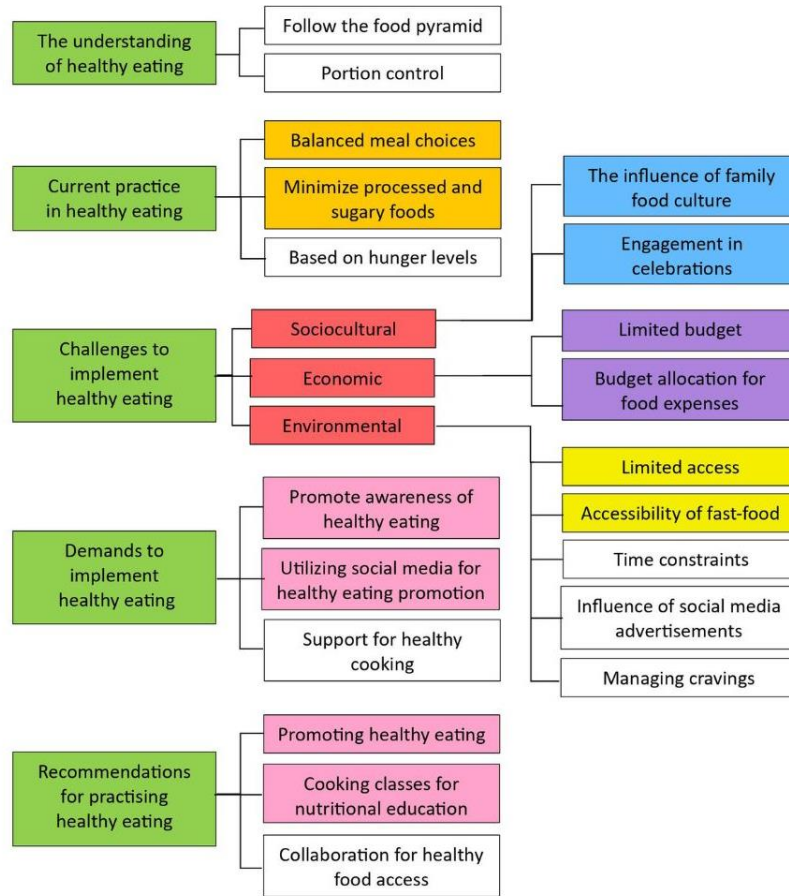 The understanding
of healthy eating
Follow the food pyramid
Portion control
Current practice
in healthy eating
Balanced meal choices
Minimize processed and
sugary foods
Based on hunger levels
Challenges to
implement
healthy eating
Sociocultural
Economic
Environmental
The influence of family
food culture
Engagement in
celebrations
Limited budget
Budget allocation for
food expenses
Limited access
Accessibility of fast-food
Time constraints
Influence of social media
advertisements
Managing cravings
Demands to
implement
healthy eating
Promote awareness of
healthy eating
Utilizing social media for
healthy eating promotion
Support for healthy
cooking
Recommendations
for practising
healthy eating
Promoting healthy eating
Cooking classes for
nutritional education
Collaboration for healthy
food access